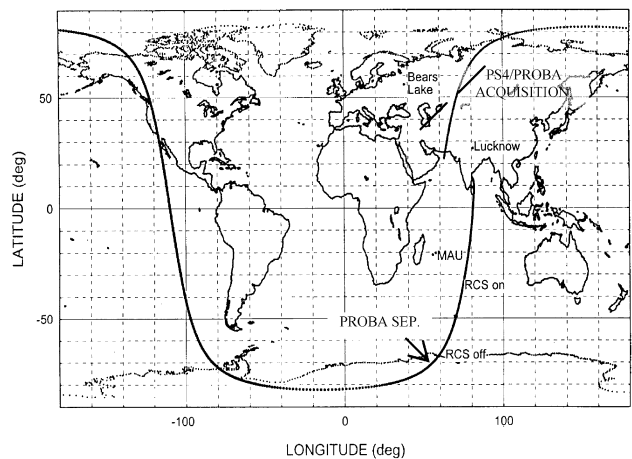 Bears
Lake
PS4/PROBA
ACQUISITION
50
Lucknow
0
MAU
RCS on
-50
PROBA SEP.
RCS off
-100
0
100
LATITUDE (deg)
LONGITUDE (deg)